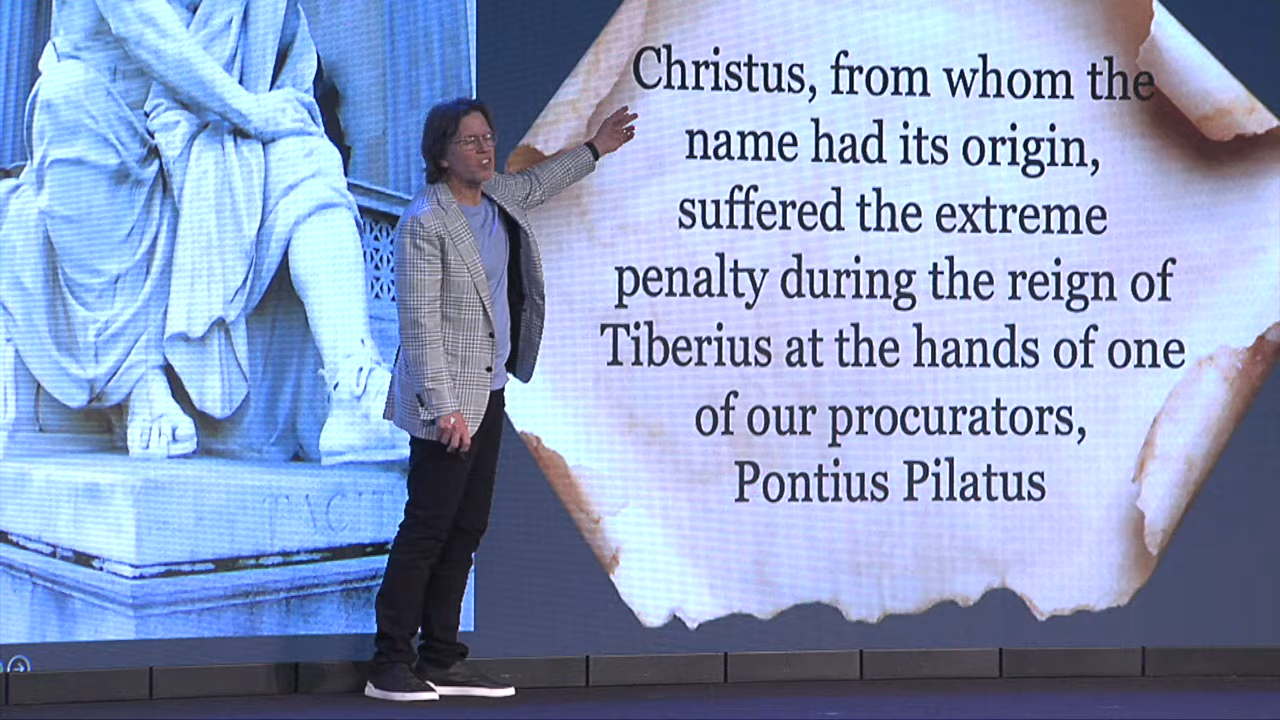 TACIT
Christus, from whom the
name had its origin,
suffered the extreme
penalty during the reign of
Tiberius at the hands of one
of our procurators,
Pontius Pilatus